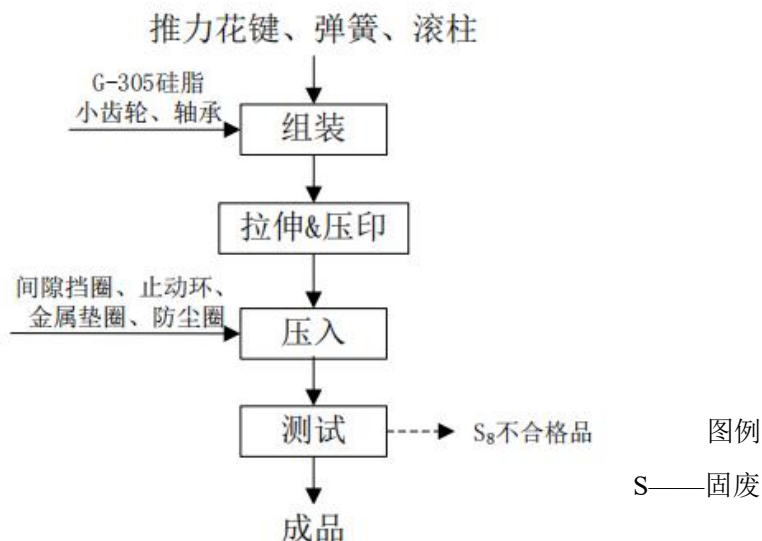 推力花键、弹簧、滚柱
G-305硅脂
小齿轮、轴承
组装
拉伸&压印
间隙挡圈、止动环、
金属垫圈、防尘圈
压入
测试
S₈不合格品
图例
S——固废
成品